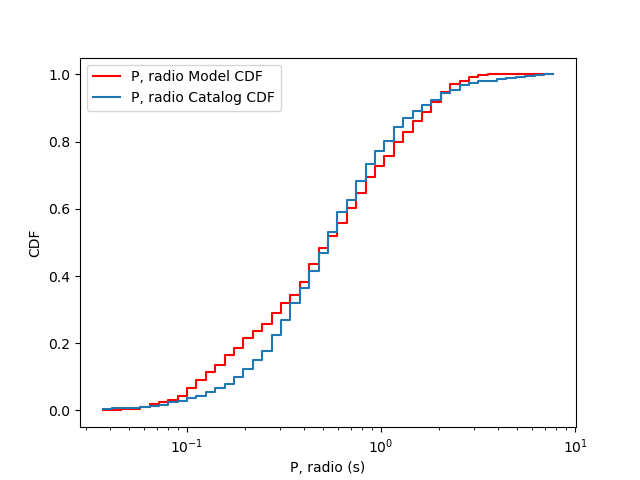 P, radio Model CDF
P, radio Catalog CDF
1.0
0.8
0.6
0.4
0.2
0.0
CDF
10⁻¹ 10⁰ 10¹
P, radio (s)